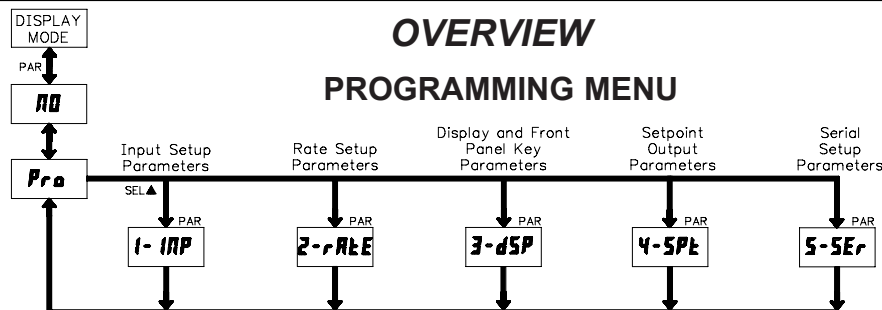 OVERVIEW
PROGRAMMING MENU
DISPLAY
MODE
PAR
NO
Pro
SEL▲
Input Setup
Parameters
PAR
1-INP
Rate Setup
Parameters
PAR
2-rAtE
Display and Front
Panel Key
Parameters
PAR
3-dSP
Setpoint
Output
Parameters
PAR
4-SPt
Serial
Setup
Parameters
PAR
5-SEr